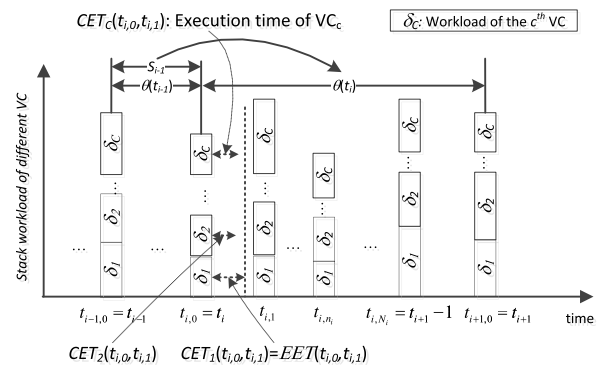 CET_C(t_{i,0},t_{i,1}): Execution time of VC_c
δ_C: Workload of the c^{th} VC
S_{i-1}
θ(t_{i-1})
θ(t_i)
Stack workload of different VC
δ_C δ_C δ_C δ_C δ_C δ_C
... ... ... ... ... ...
δ_2 δ_2 δ_2 δ_2 δ_2 δ_2
... ... ... ...
δ_1 δ_1 δ_1 δ_1 δ_1 δ_1
t_{i-1,0} = t_{i-1} t_{i,0} = t_i t_{i,1} t_{i,n_i} t_{i,N_i} = t_{i+1} - 1 t_{i+1,0} = t_{i+1} time
CET_2(t_{i,0},t_{i,1}) CET_1(t_{i,0},t_{i,1})=EET(t_{i,0},t_{i,1})